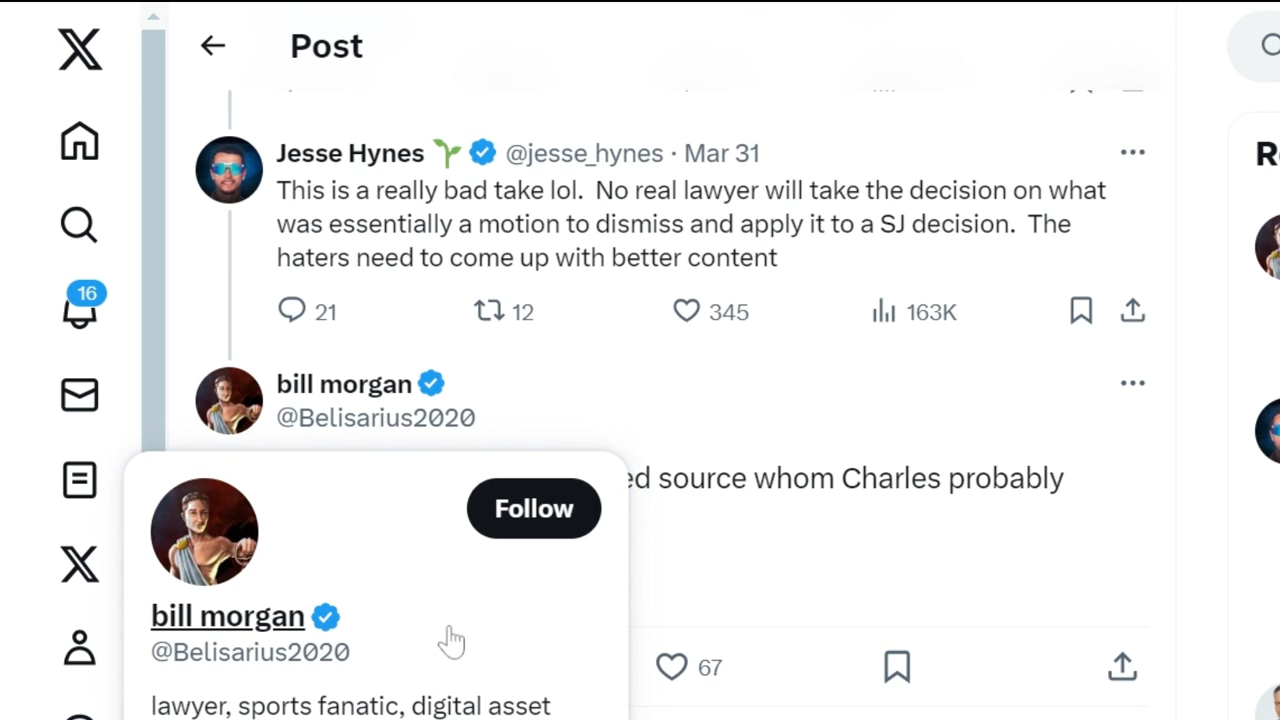 Post
Jesse Hynes @jesse_hynes · Mar 31
This is a really bad take lol. No real lawyer will take the decision on what
was essentially a motion to dismiss and apply it to a SJ decision. The
haters need to come up with better content
21 12 345 163K
16
bill morgan
@Belisarius2020
ed source whom Charles probably
Follow
bill morgan
@Belisarius2020
67
lawyer, sports fanatic, digital asset
R